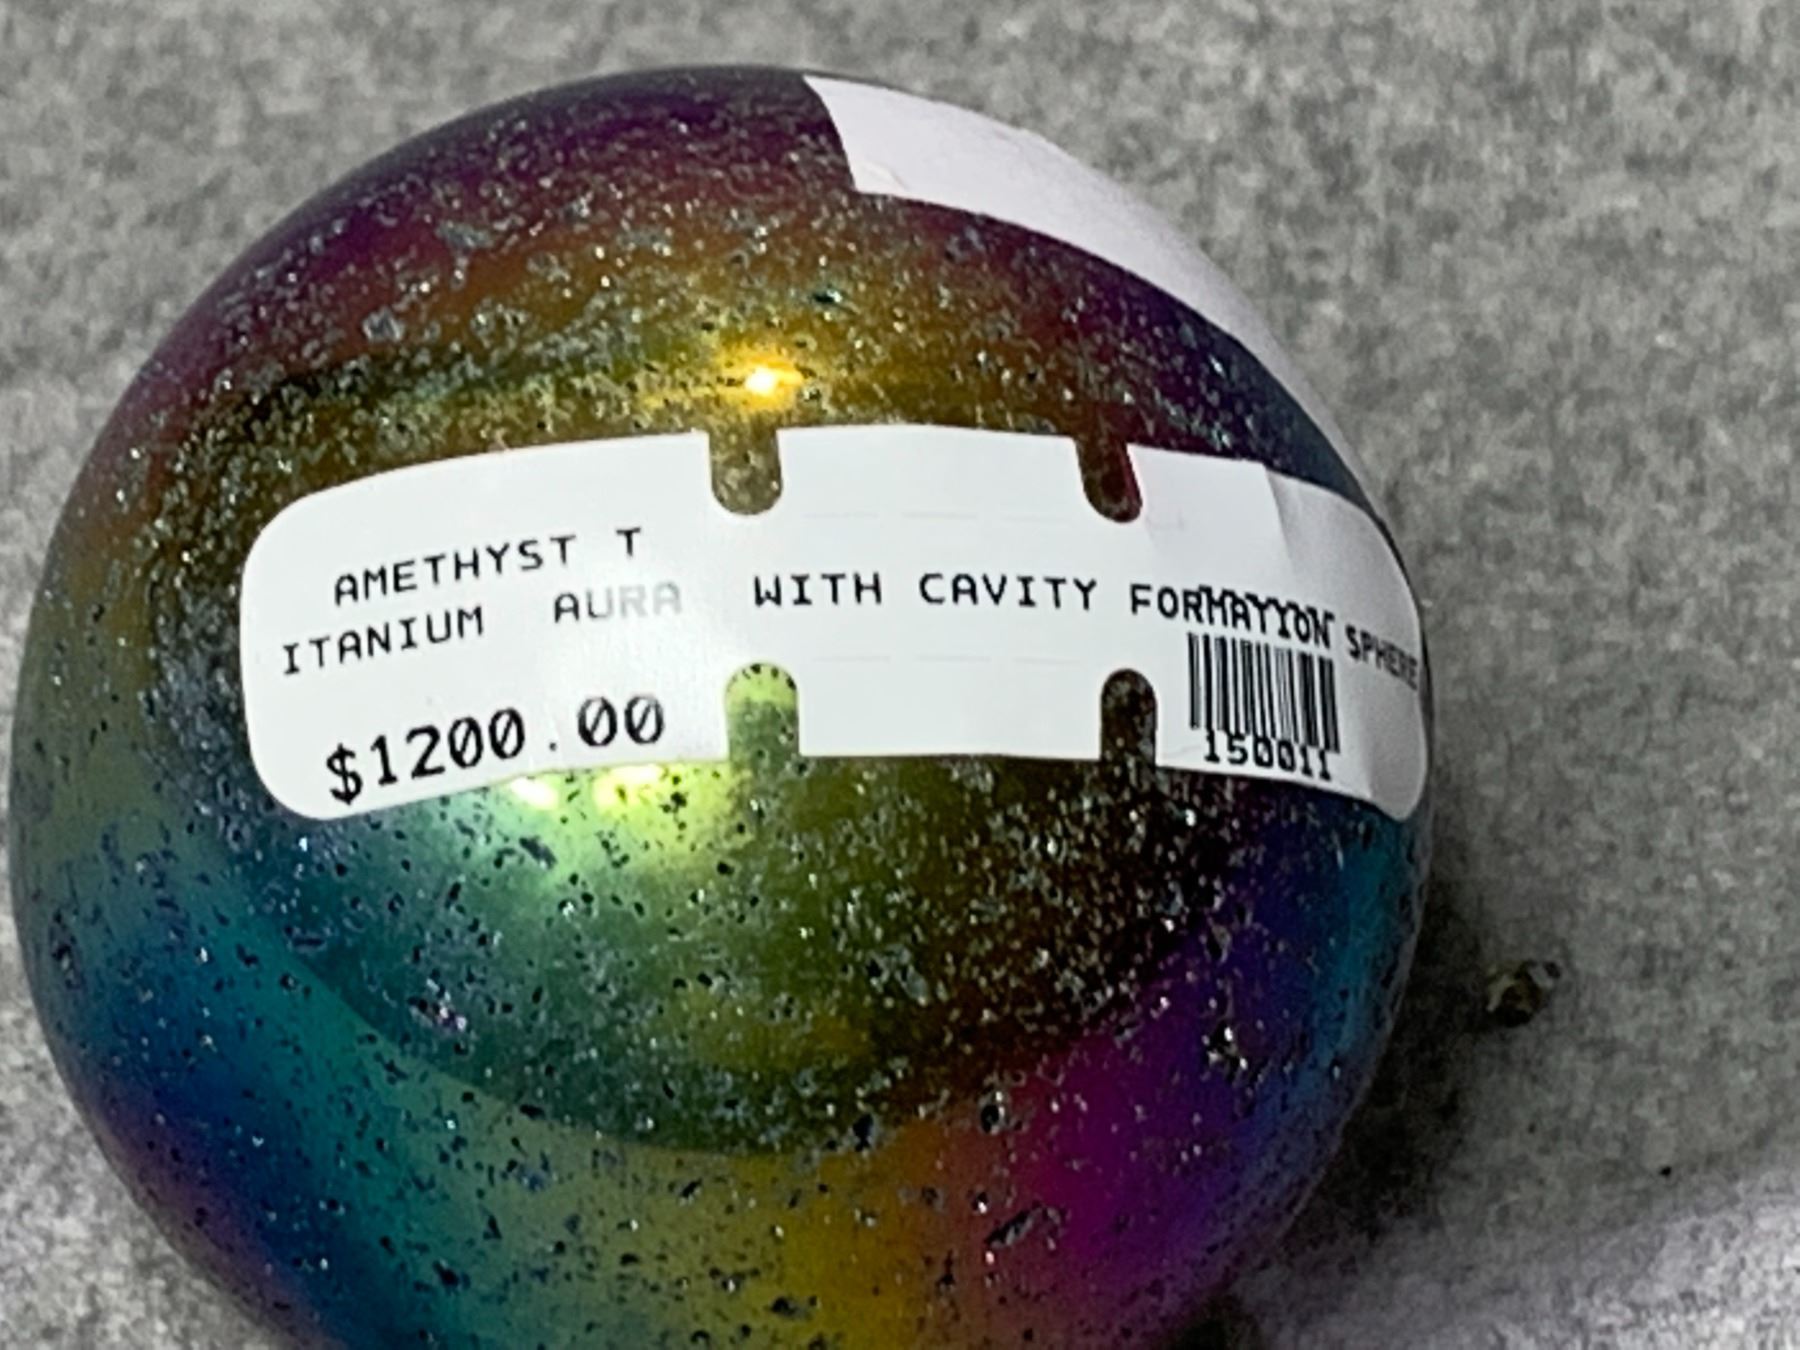 AMETHYST T
ITANIUM AURA WITH CAVITY FORMATION SPHERE
$1200.00
150011